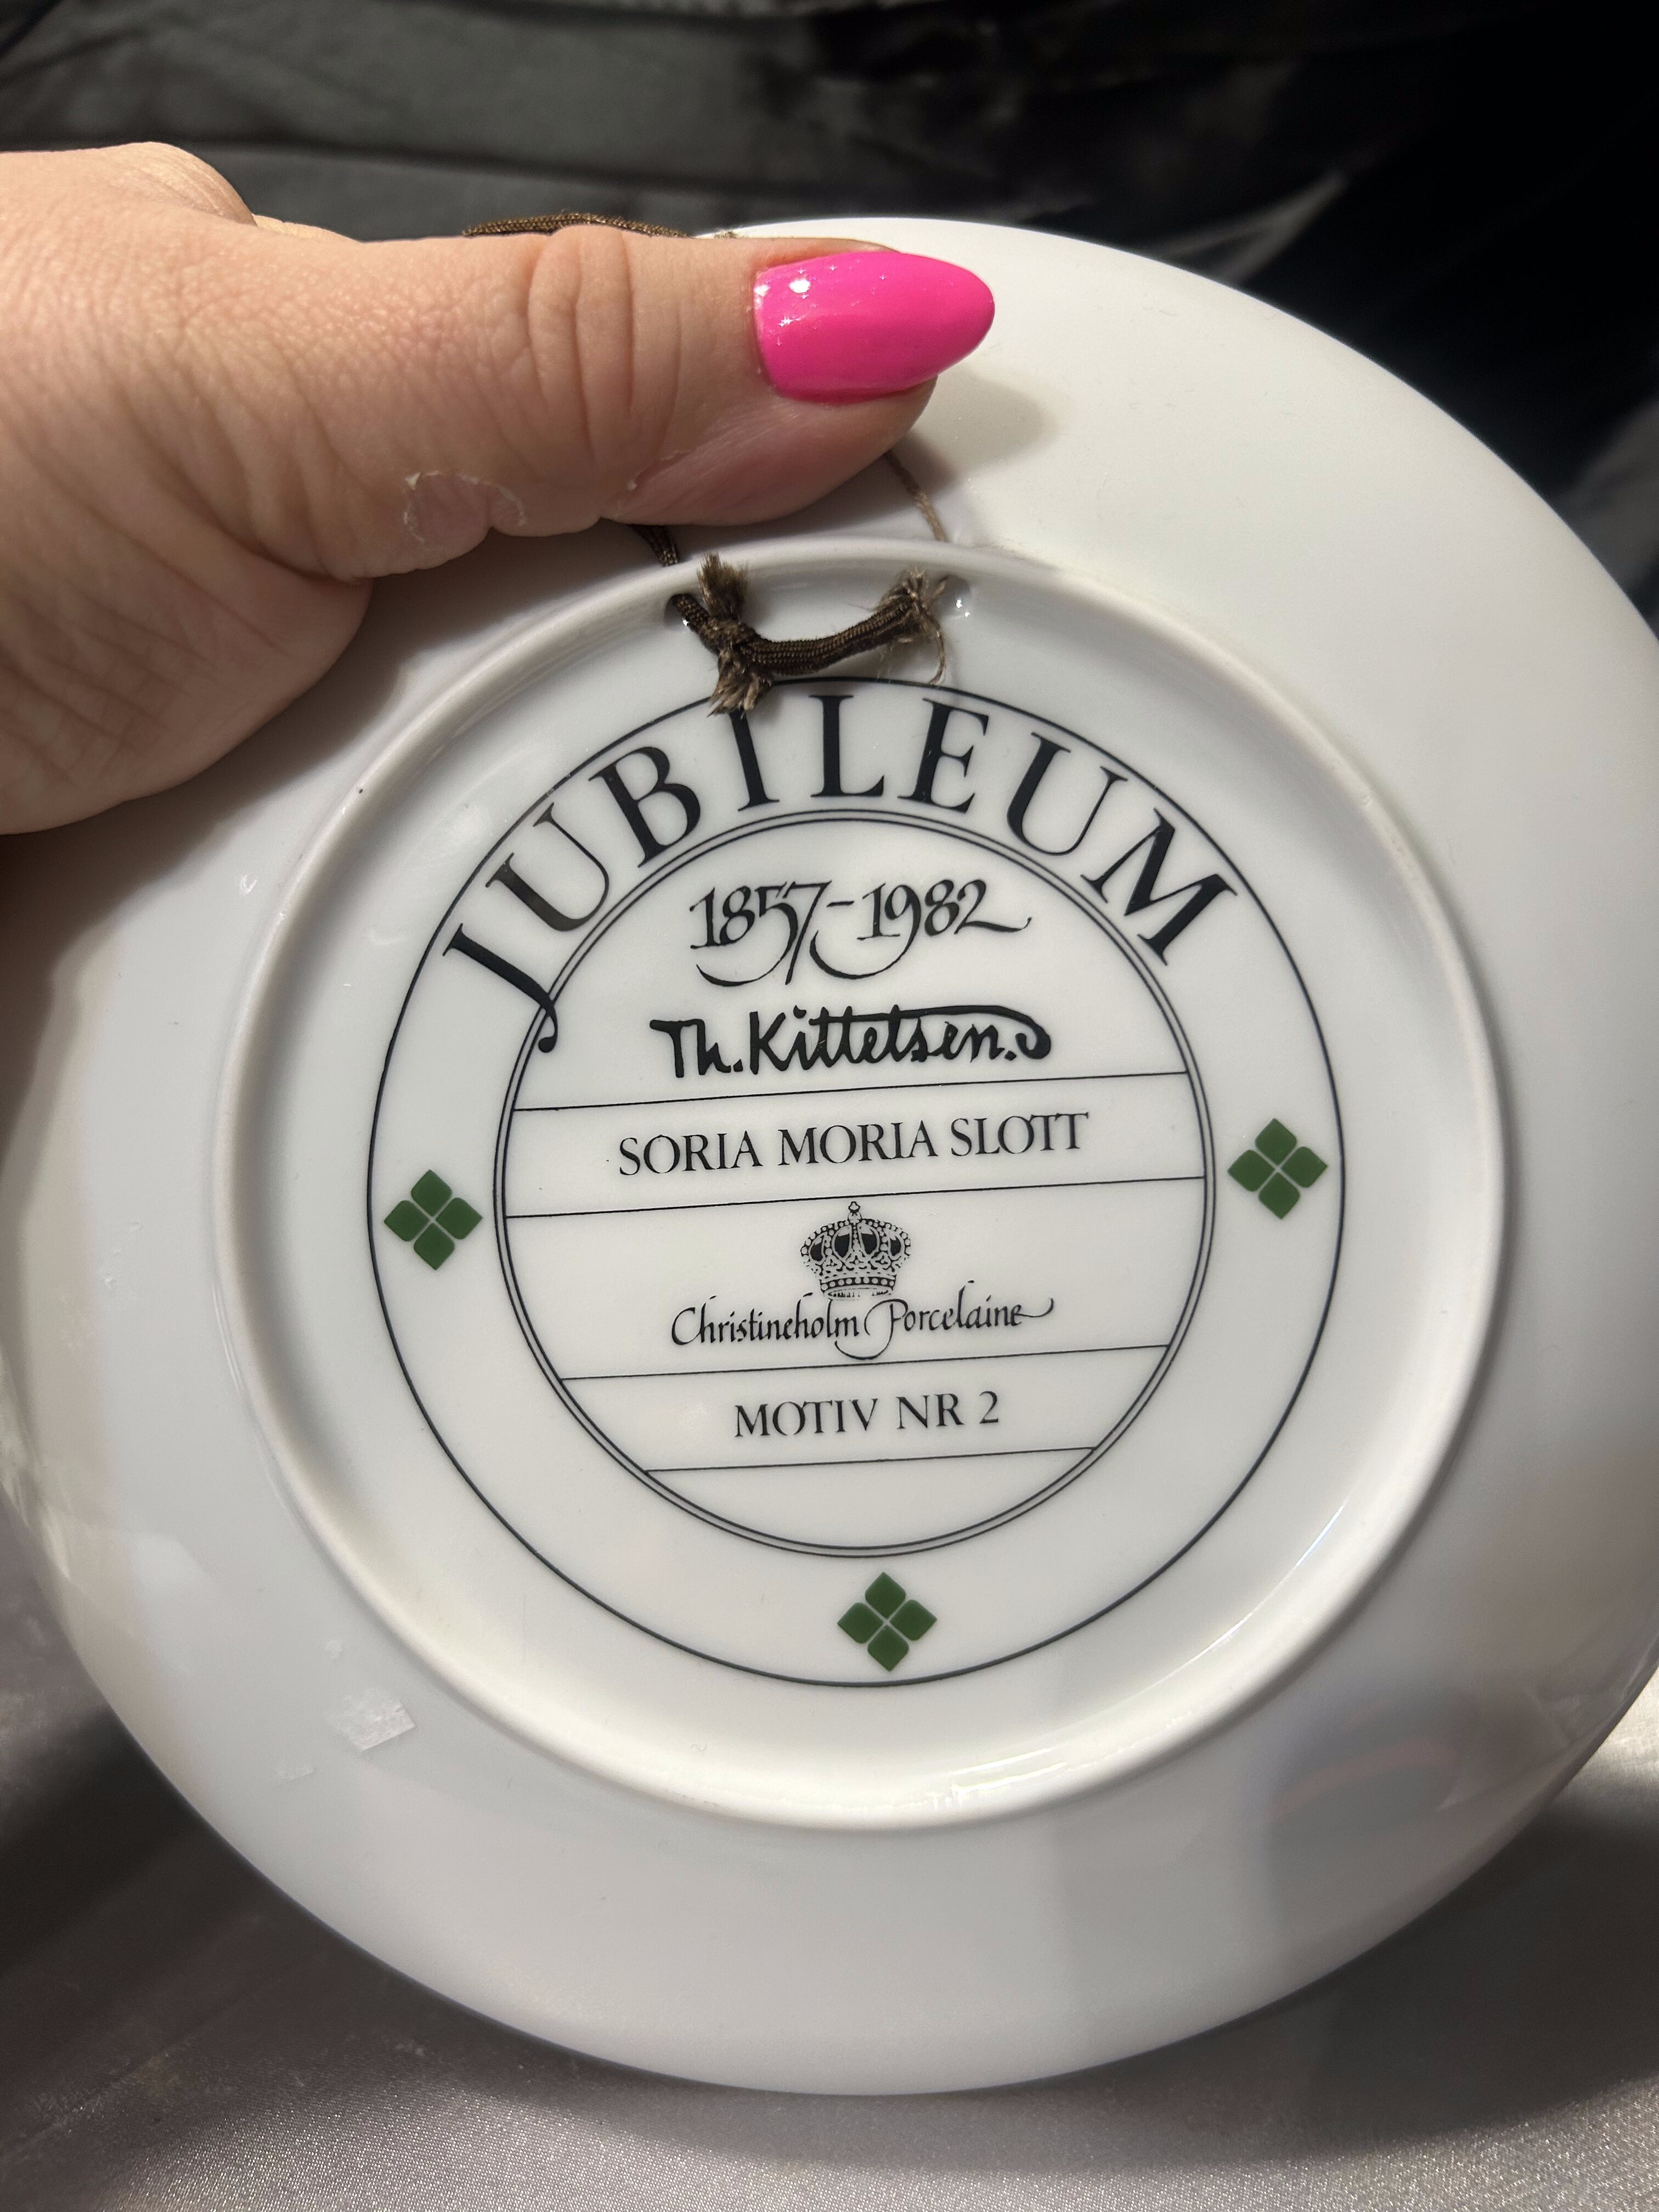 JUBILEUM
1857-1982
Th. Kittelsen.
SORIA MORIA SLOTT
Christineholm Porcelaine
MOTIV NR 2